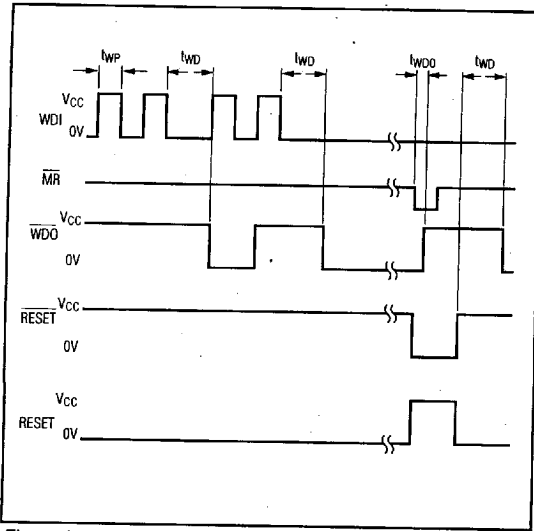 tWP tWD tWD tWDO tWD
VCC
WDI
0V
MR
VCC
WDO
0V
VCC
RESET
0V
VCC
RESET
0V